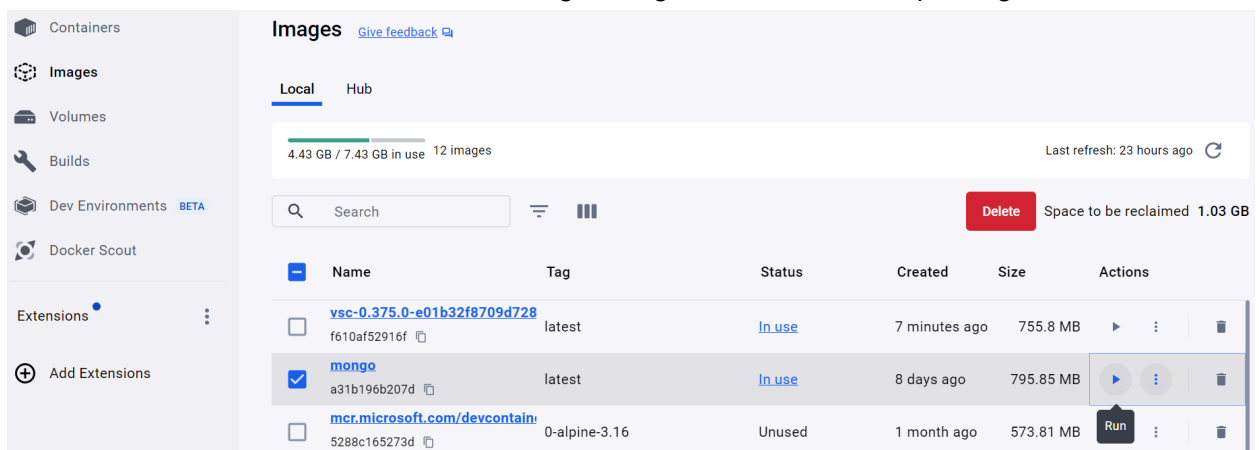 Containers
Images
Volumes
Builds
Dev Environments BETA
Docker Scout
Extensions
Add Extensions
Images Give feedback
Local Hub
4.43 GB / 7.43 GB in use 12 images Last refresh: 23 hours ago
Search Delete Space to be reclaimed 1.03 GB
Name Tag Status Created Size Actions
vsc-0.375.0-e01b32f8709d728
latest In use 7 minutes ago 755.8 MB
f610af52916f
mongo
latest In use 8 days ago 795.85 MB
a31b196b207d
mcr.microsoft.com/devcontain
0-alpine-3.16 Unused 1 month ago 573.81 MB Run
5288c165273d